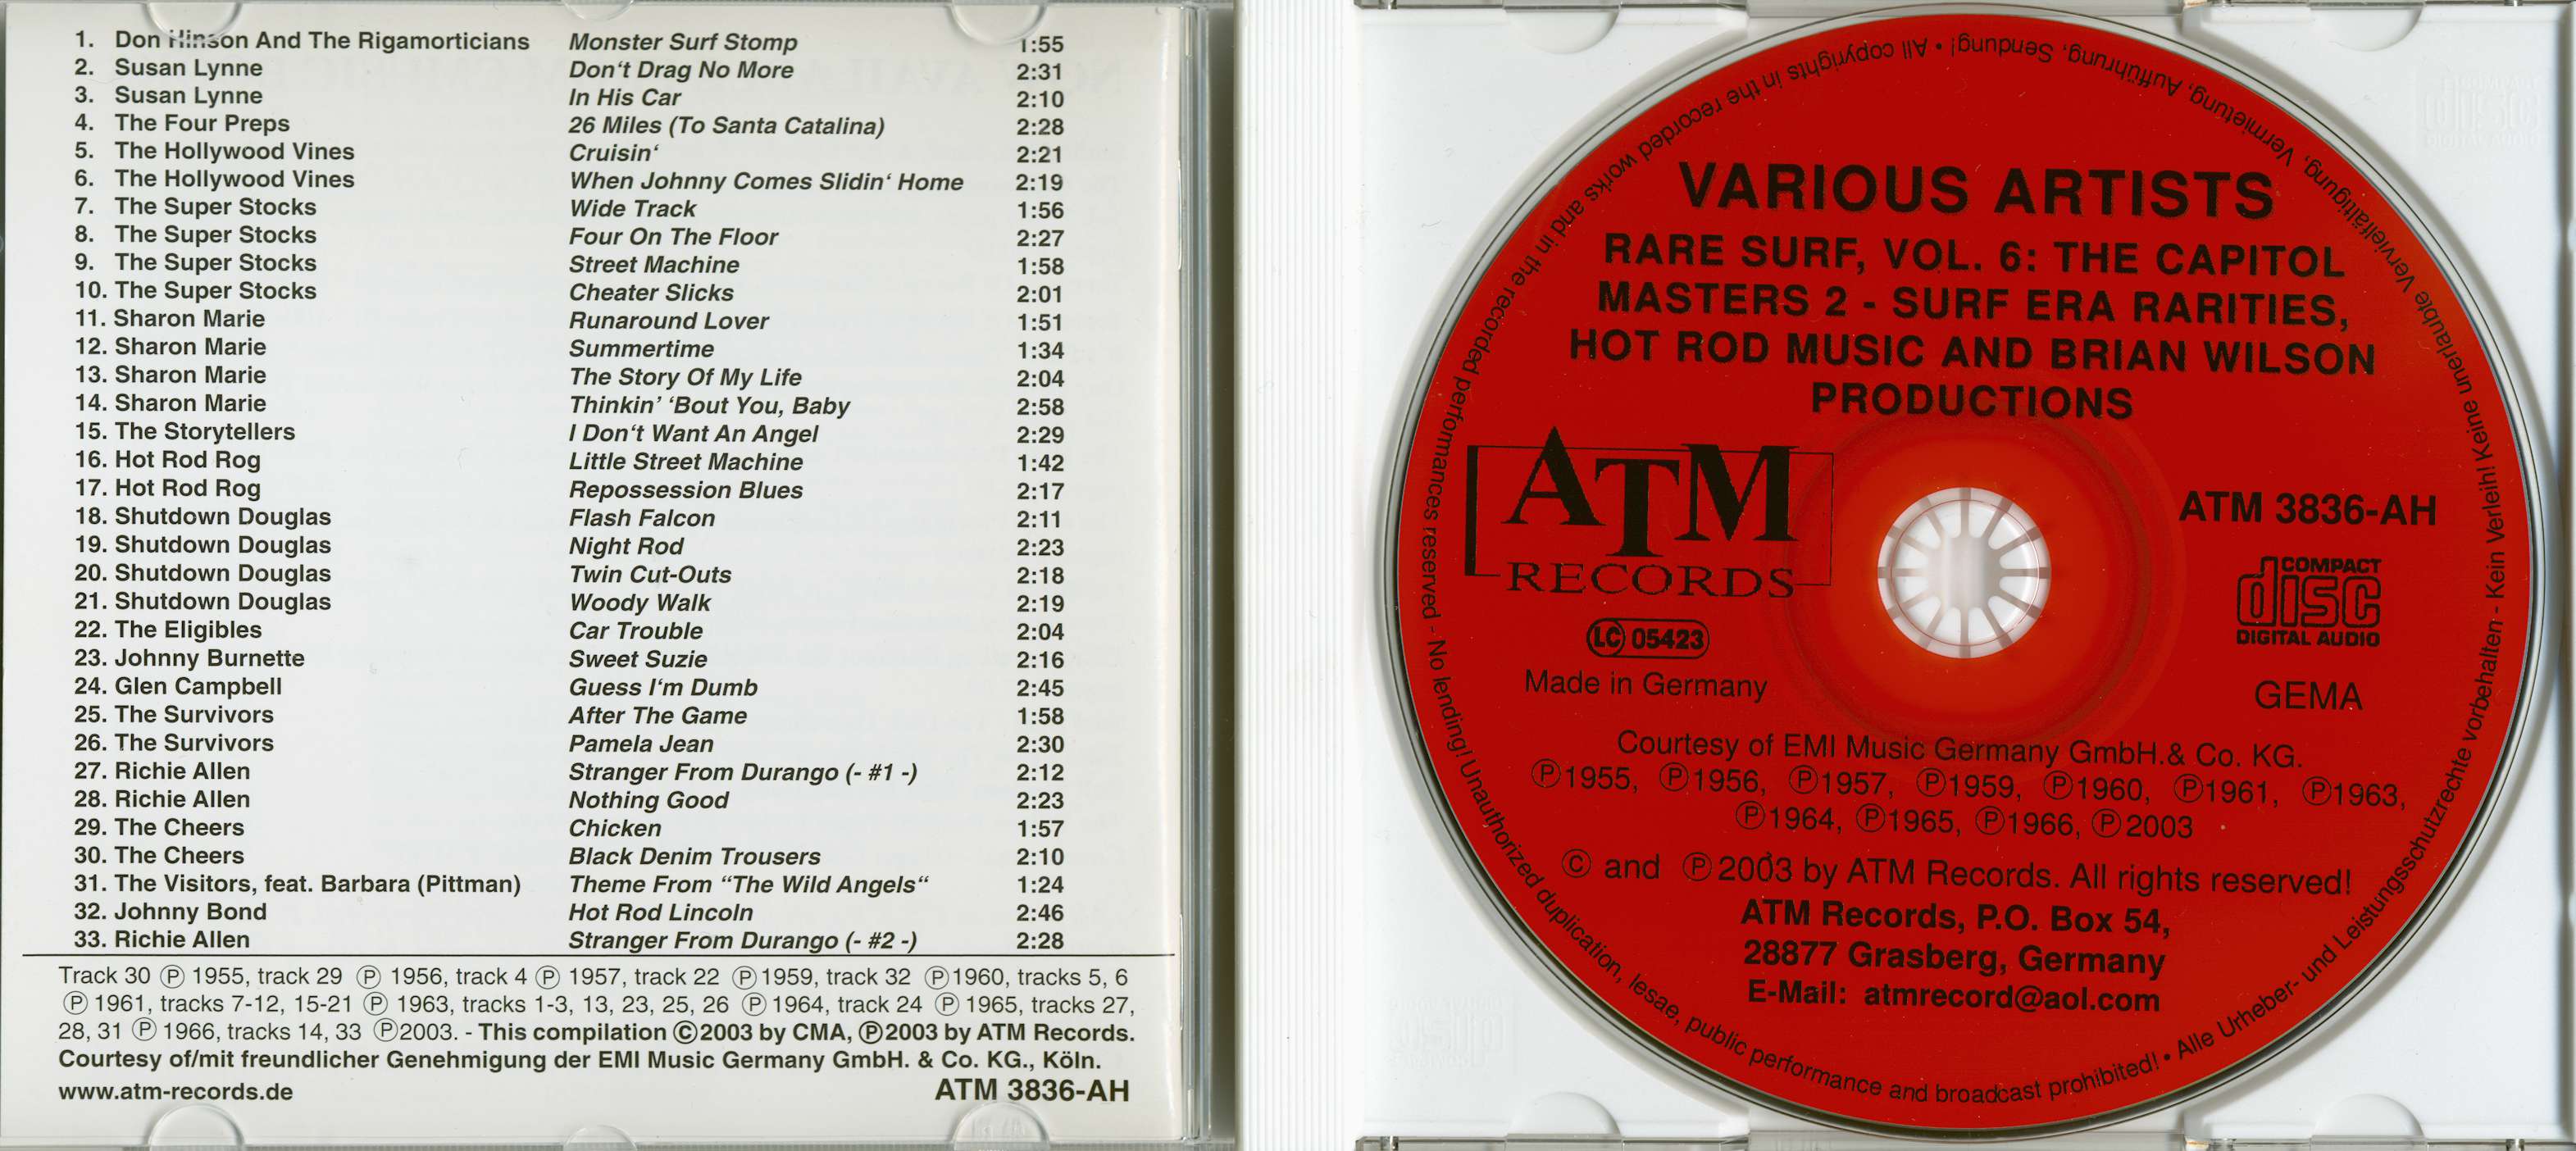 1. Don Hinson And The Rigamorticians Monster Surf Stomp 1:55
2. Susan Lynne Don't Drag No More 2:31
3. Susan Lynne In His Car 2:10
4. The Four Preps 26 Miles (To Santa Catalina) 2:28
5. The Hollywood Vines Cruisin' 2:21
6. The Hollywood Vines When Johnny Comes Slidin' Home 2:19
7. The Super Stocks Wide Track 1:56
8. The Super Stocks Four On The Floor 2:27
9. The Super Stocks Street Machine 1:58
10. The Super Stocks Cheater Slicks 2:01
11. Sharon Marie Runaround Lover 1:51
12. Sharon Marie Summertime 1:34
13. Sharon Marie The Story Of My Life 2:04
14. Sharon Marie Thinkin' 'Bout You, Baby 2:58
15. The Storytellers I Don't Want An Angel 2:29
16. Hot Rod Rog Little Street Machine 1:42
17. Hot Rod Rog Repossession Blues 2:17
18. Shutdown Douglas Flash Falcon 2:11
19. Shutdown Douglas Night Rod 2:23
20. Shutdown Douglas Twin Cut-Outs 2:18
21. Shutdown Douglas Woody Walk 2:19
22. The Eligibles Car Trouble 2:04
23. Johnny Burnette Sweet Suzie 2:16
24. Glen Campbell Guess I'm Dumb 2:45
25. The Survivors After The Game 1:58
26. The Survivors Pamela Jean 2:30
27. Richie Allen Stranger From Durango (- #1 -) 2:12
28. Richie Allen Nothing Good 2:23
29. The Cheers Chicken 1:57
30. The Cheers Black Denim Trousers 2:10
31. The Visitors, feat. Barbara (Pittman) Theme From "The Wild Angels" 1:24
32. Johnny Bond Hot Rod Lincoln 2:46
33. Richie Allen Stranger From Durango (- #2 -) 2:28
Track 30 ℗ 1955, track 29 ℗ 1956, track 4 ℗ 1957, track 22 ℗1959, track 32 ℗1960, tracks 5, 6
℗ 1961, tracks 7-12, 15-21 ℗ 1963, tracks 1-3, 13, 23, 25, 26 ℗ 1964, track 24 ℗ 1965, tracks 27,
28, 31 ℗ 1966, tracks 14, 33 ℗2003. - This compilation ©2003 by CMA, ℗2003 by ATM Records.
Courtesy of/mit freundlicher Genehmigung der EMI Music Germany GmbH. & Co. KG., Köln.
www.atm-records.de ATM 3836-AH
VARIOUS ARTISTS
RARE SURF, VOL. 6: THE CAPITOL
MASTERS 2 - SURF ERA RARITIES,
HOT ROD MUSIC AND BRIAN WILSON
PRODUCTIONS
ATM
RECORDS
ATM 3836-AH
COMPACT
disc
DIGITAL AUDIO
LC 05423
Made in Germany
GEMA
Courtesy of EMI Music Germany GmbH.& Co. KG.
℗1955, ℗1956, ℗1957, ℗1959, ℗1960, ℗1961, ℗1963,
℗1964, ℗1965, ℗1966, ℗2003
© and ℗2003 by ATM Records. All rights reserved!
ATM Records, P.O. Box 54,
28877 Grasberg, Germany
E-Mail: atmrecord@aol.com
All copyrights in the recorded works and in the recorded performances reserved - No lending! Unauthorized duplication, lesae, public performance and broadcast prohibited! • Alle Urheber- und Leistungsschutzrechte vorbehalten - Kein Verleih! Keine unerlaubte Vervielfältigung, Vermietung, Aufführung, Sendung! •